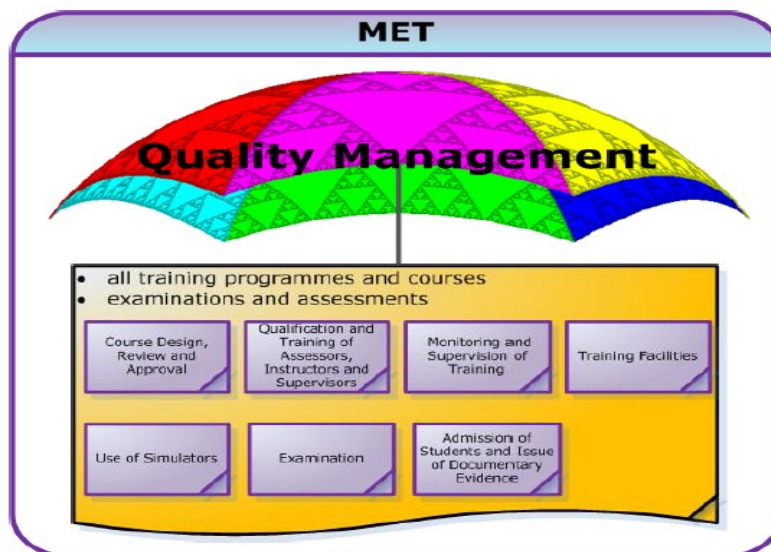 MET
Quality Management
• all training programmes and courses
• examinations and assessments
Course Design,
Review and
Approval
Qualification and
Training of
Assessors,
Instructors and
Supervisors
Monitoring and
Supervision of
Training
Training Facilities
Use of Simulators
Examination
Admission of
Students and Issue
of Documentary
Evidence